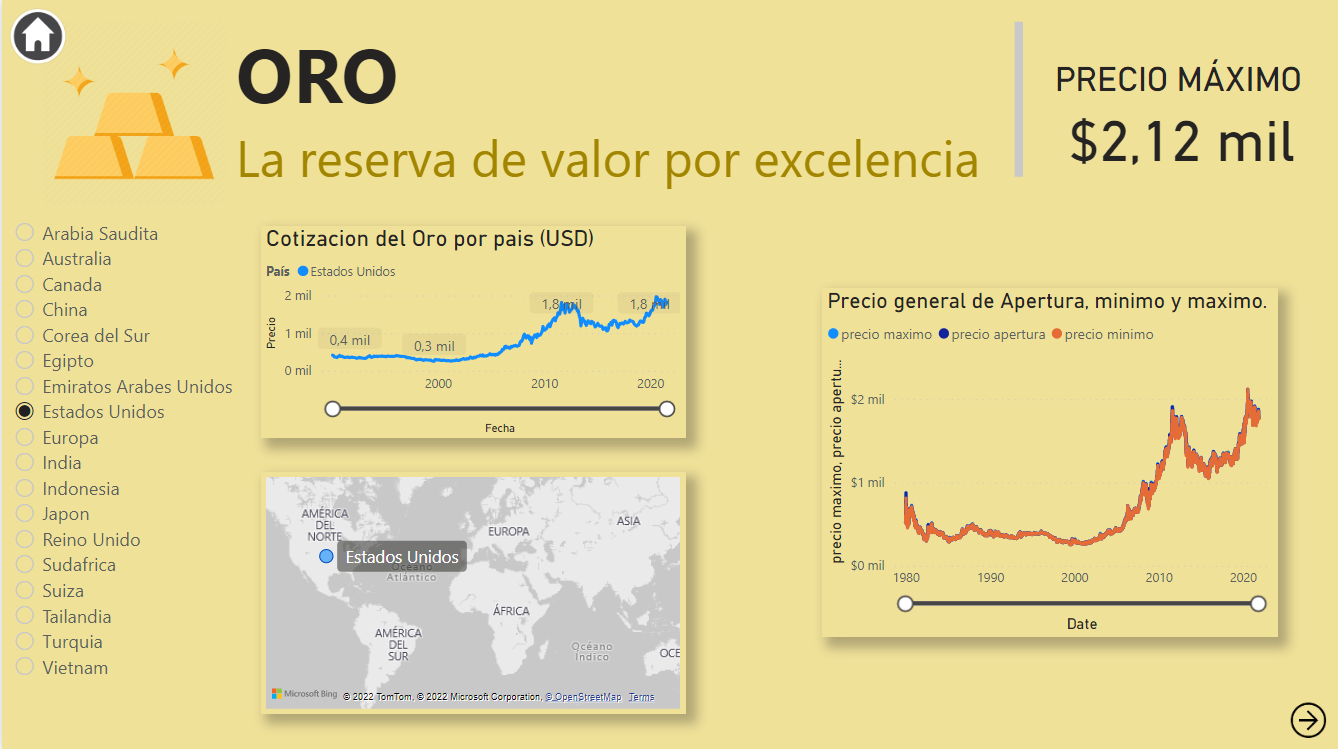 ORO
La reserva de valor por excelencia
PRECIO MÁXIMO
$2,12 mil
Arabia Saudita
Australia
Canada
China
Corea del Sur
Egipto
Emiratos Arabes Unidos
Estados Unidos
Europa
India
Indonesia
Japon
Reino Unido
Sudafrica
Suiza
Tailandia
Turquia
Vietnam
Cotizacion del Oro por pais (USD)
País Estados Unidos
Precio
2 mil
1 mil
0 mil
0,4 mil
0,3 mil
1,8 mil
1,8 mil
2000 2010 2020
Fecha
AMÉRICA
DEL
NORTE
EUROPA
ASIA
Estados Unidos
Océano
Atlántico
ÁFRICA
AMÉRICA
DEL
SUR
Océano
Índico
OCE
Microsoft Bing
© 2022 TomTom, © 2022 Microsoft Corporation, © OpenStreetMap Terms
Precio general de Apertura, minimo y maximo.
precio maximo precio apertura precio minimo
precio maximo, precio apertu...
$2 mil
$1 mil
$0 mil
1980 1990 2000 2010 2020
Date